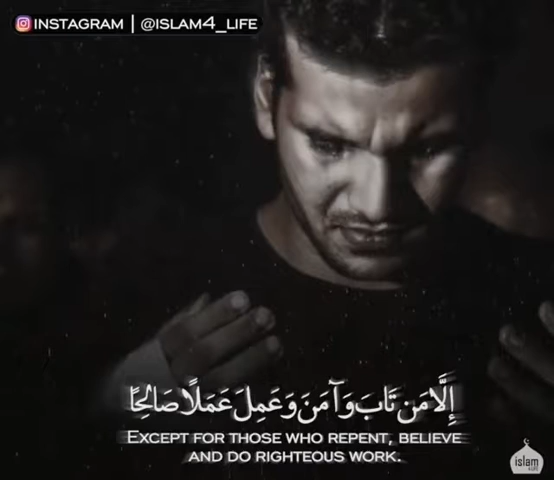 INSTAGRAM | @ISLAM4_LIFE
إِلَّا مَن تَابَ وَآمَنَ وَعَمِلَ عَمَلًا صَالِحًا
EXCEPT FOR THOSE WHO REPENT, BELIEVE
AND DO RIGHTEOUS WORK.
islam